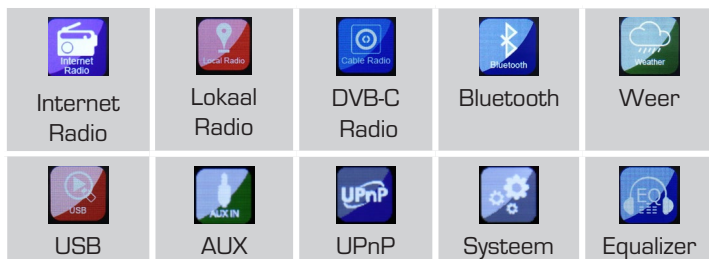 Internet
Radio
Local Radio
Cable Radio
Bluetooth
Weather
Internet
Radio
Lokaal
Radio
DVB-C
Radio
Bluetooth
Weer
USB
AUX IN
UPnP
EQ
USB
AUX
UPnP
Systeem
Equalizer